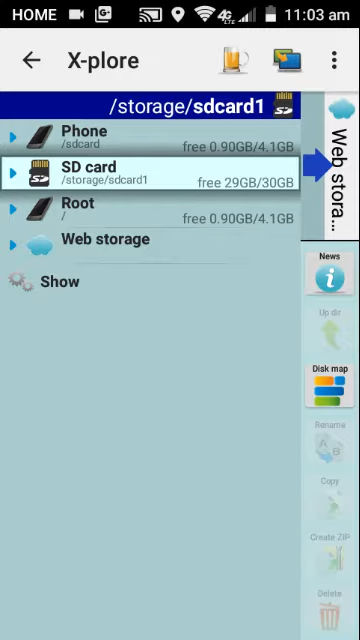 HOME G+ 4G LTE 11:03 am
X-plore
/storage/sdcard1
Phone
/sdcard
free 0.90GB/4.1GB
SD card
/storage/sdcard1
free 29GB/30GB
Root
/
free 0.90GB/4.1GB
Web storage
Show
Web stora...
News
Up dir
Disk map
Rename
Copy
Create ZIP
Delete